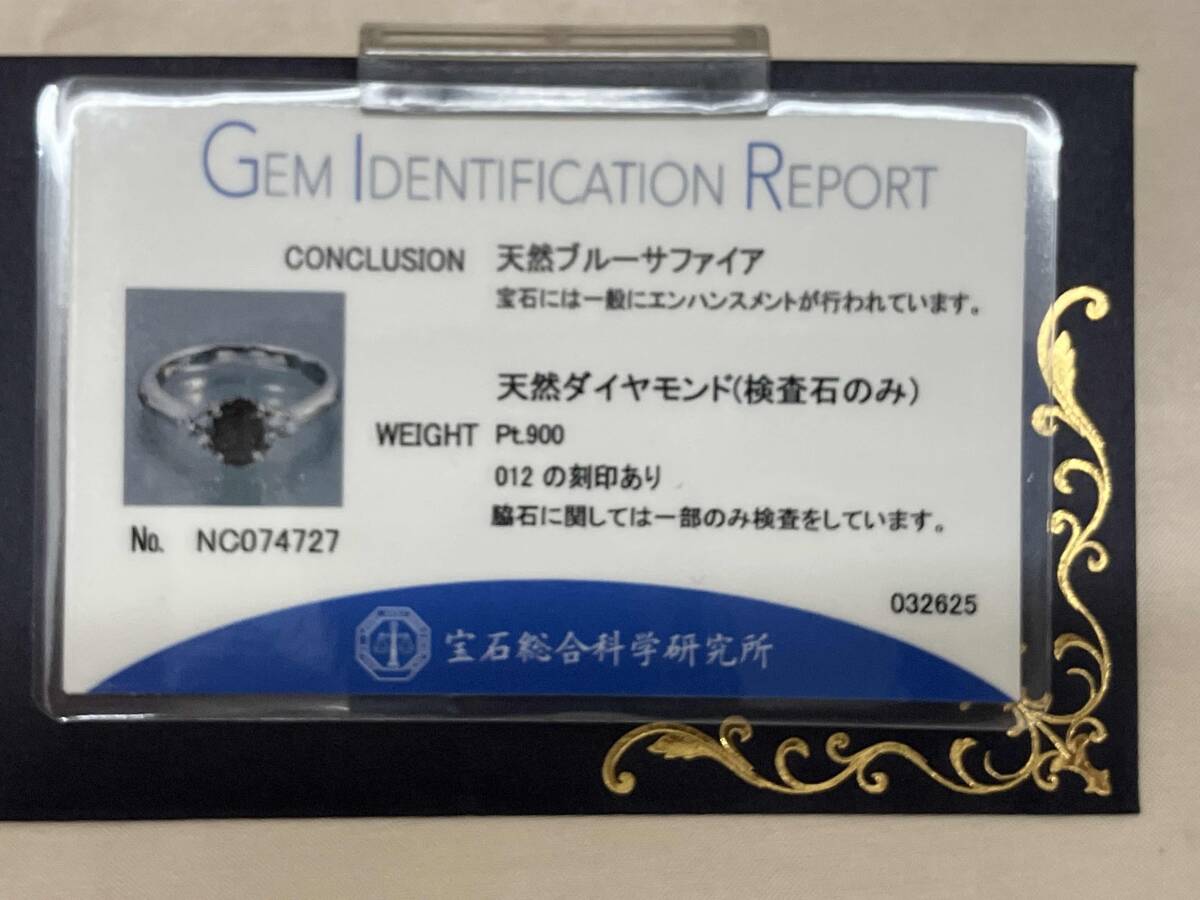 GEM IDENTIFICATION REPORT
CONCLUSION 天然ブルーサファイア
宝石には一般にエンハンスメントが行われています。
天然ダイヤモンド(検査石のみ)
WEIGHT Pt.900
012 の刻印あり
脇石に関しては一部のみ検査をしています。
No. NC074727
032625
宝石総合科学研究所